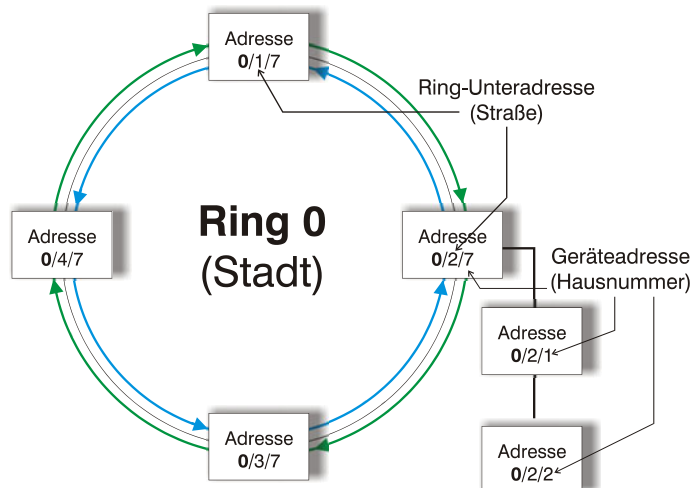 Adresse
0/1/7
Ring-Unteradresse
(Straße)
Ring 0
(Stadt)
Adresse
0/4/7
Adresse
0/2/7
Geräteadresse
(Hausnummer)
Adresse
0/2/1
Adresse
0/3/7
Adresse
0/2/2